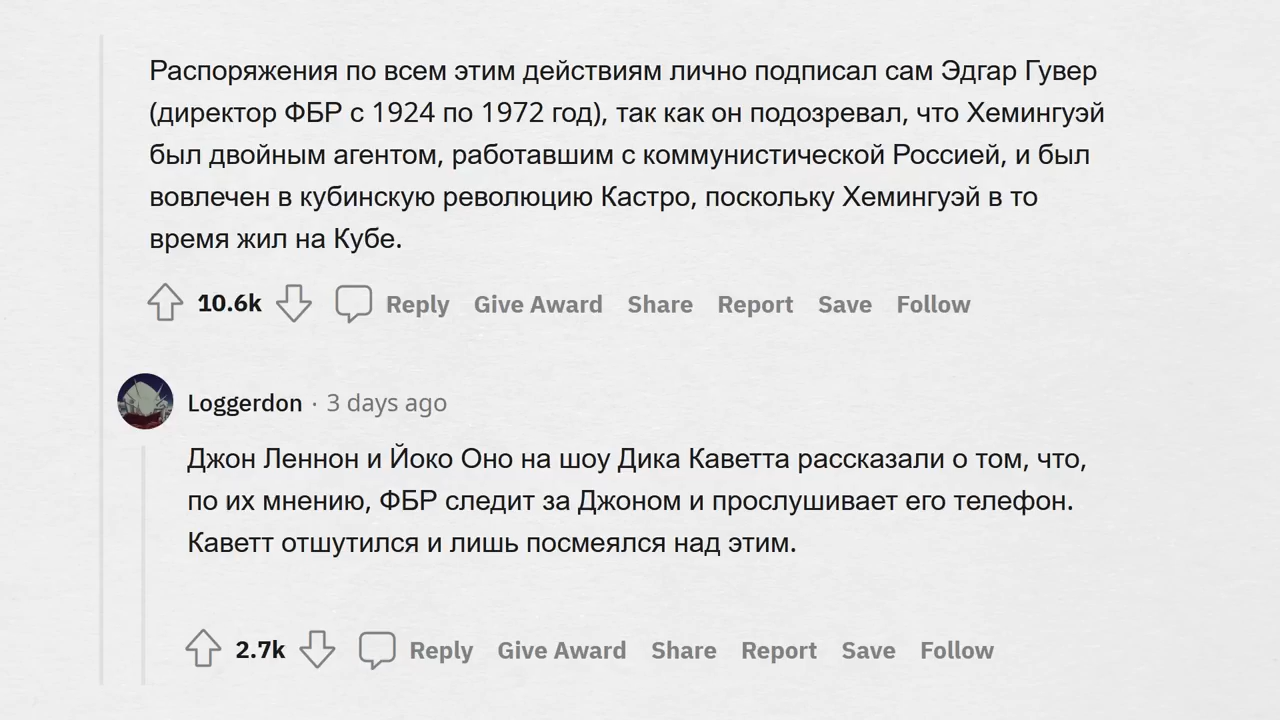 Распоряжения по всем этим действиям лично подписал сам Эдгар Гувер
(директор ФБР с 1924 по 1972 год), так как он подозревал, что Хемингуэй
был двойным агентом, работавшим с коммунистической Россией, и был
вовлечен в кубинскую революцию Кастро, поскольку Хемингуэй в то
время жил на Кубе.
10.6k Reply Give Award Share Report Save Follow
Loggerdon · 3 days ago
Джон Леннон и Йоко Оно на шоу Дика Каветта рассказали о том, что,
по их мнению, ФБР следит за Джоном и прослушивает его телефон.
Каветт отшутился и лишь посмеялся над этим.
2.7k Reply Give Award Share Report Save Follow